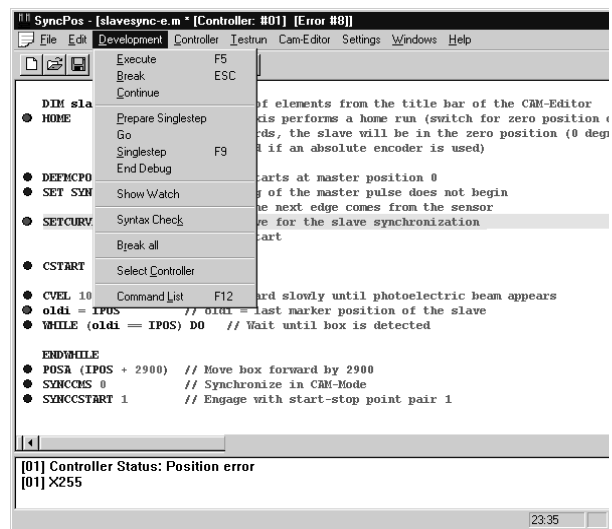 SyncPos - [slavesync-e.m * [Controller: #01] [Error #8]]
File Edit Development Controller Testrun Cam-Editor Settings Windows Help
Execute F5
Break ESC
Continue
Prepare Singlestep
Go
Singlestep F9
End Debug
Show Watch
Syntax Check
Break all
Select Controller
Command List F12
DIM sla of elements from the title bar of the CAM-Editor
HOME xis performs a home run (switch for zero position
rds, the slave will be in the zero position (0 deg
if an absolute encoder is used)
DEFMCPO arts at master position 0
SET SYN g of the master pulse does not begin
he next edge comes from the sensor
SETCURV ve for the slave synchronization
tart
CSTART
CVEL 10 rd slowly until photoelectric beam appears
oldi = IPOS // oldi = last marker position of the slave
WHILE (oldi == IPOS) DO // Wait until box is detected
ENDWHILE
POSA (IPOS + 2900) // Move box forward by 2900
SYNCCMS 0 // Synchronize in CAM-Mode
SYNCCSTART 1 // Engage with start-stop point pair 1
[01] Controller Status: Position error
[01] X255
23:35